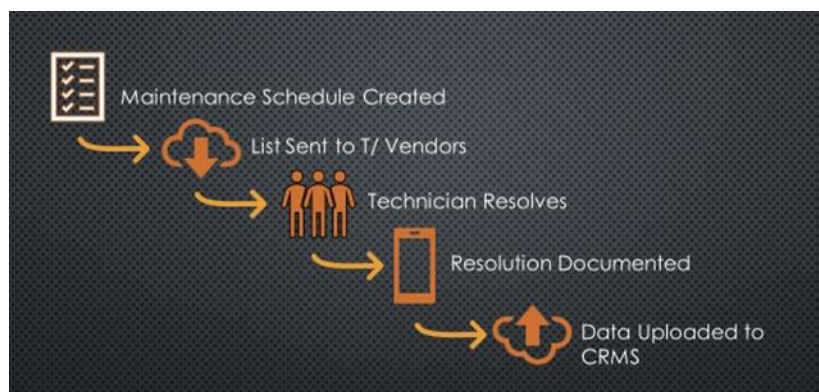 Maintenance Schedule Created
List Sent to T/ Vendors
Technician Resolves
Resolution Documented
Data Uploaded to
CRMS